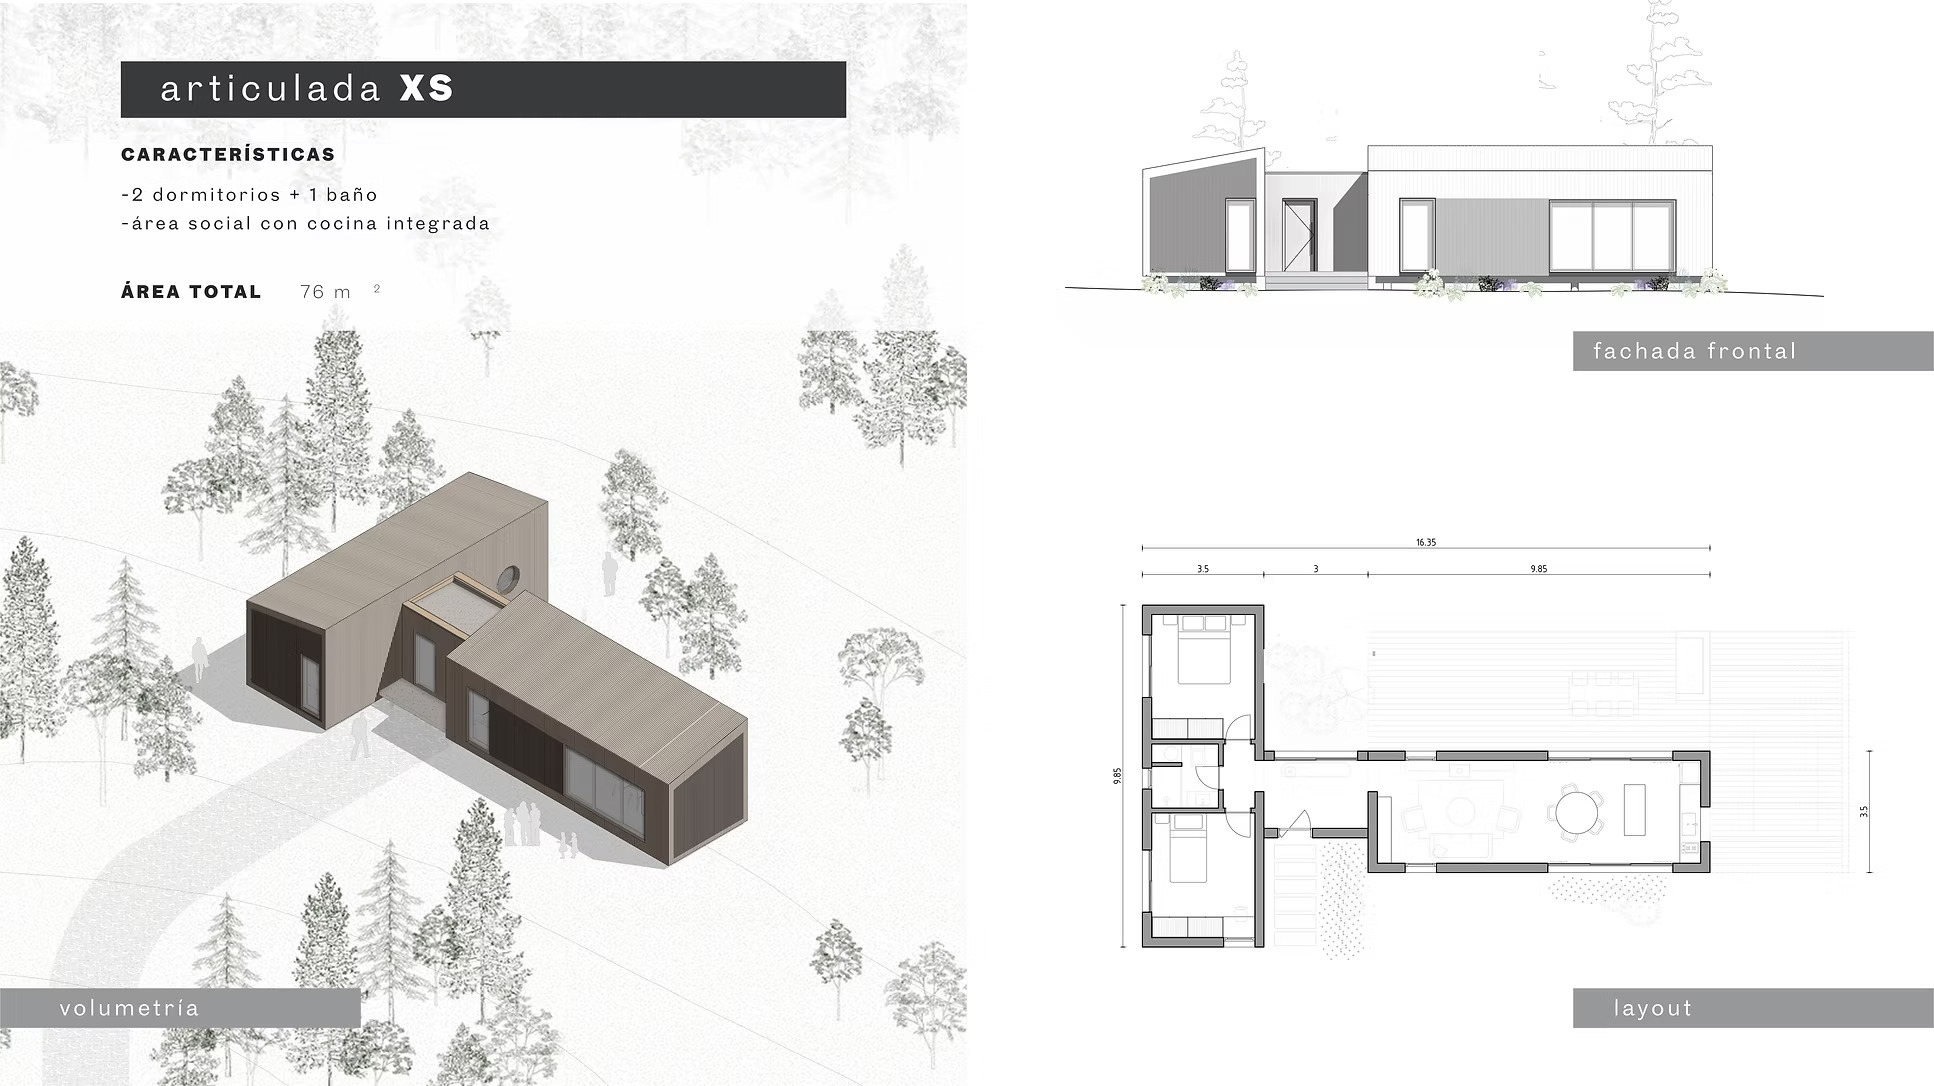 articulada XS
CARACTERÍSTICAS
-2 dormitorios + 1 baño
-área social con cocina integrada
ÁREA TOTAL 76 m ²
volumetría
fachada frontal
16.35
3.5 3 9.85
9.85
3.5
layout